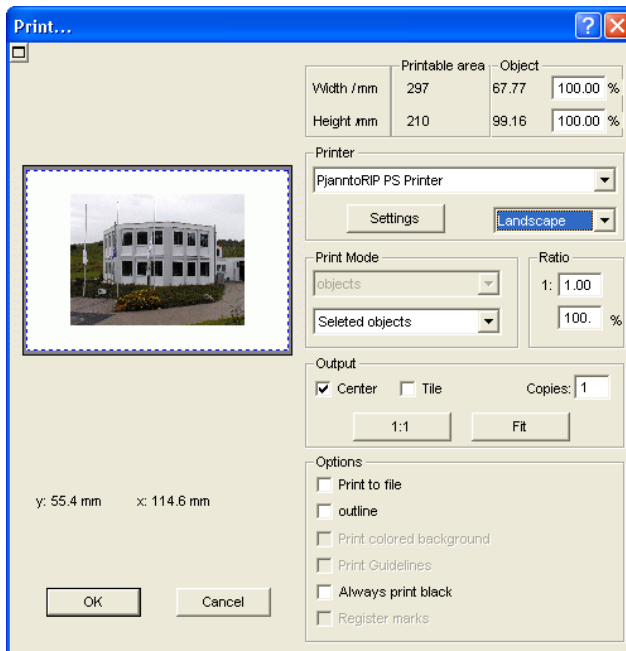 Print...
Printable area Object
Width /mm 297 67.77 100.00 %
Height /mm 210 99.16 100.00 %
Printer
PjanntoRIP PS Printer
Settings Landscape
Print Mode Ratio
objects 1: 1.00
Seleted objects 100. %
Output
Center Tile Copies: 1
1:1 Fit
Options
Print to file
outline
Print colored background
Print Guidelines
Always print black
Register marks
y: 55.4 mm x: 114.6 mm
OK Cancel